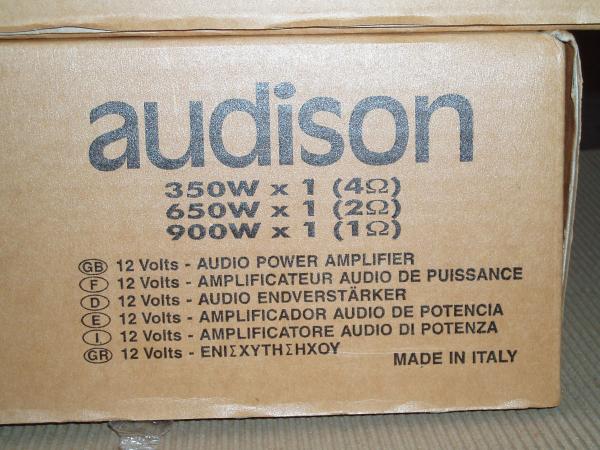 audison
350W x 1 (4Ω)
650W x 1 (2Ω)
900W x 1 (1Ω)
GB 12 Volts - AUDIO POWER AMPLIFIER
F 12 Volts - AMPLIFICATEUR AUDIO DE PUISSANCE
D 12 Volts - AUDIO ENDVERSTÄRKER
E 12 Volts - AMPLIFICADOR AUDIO DE POTENCIA
I 12 Volts - AMPLIFICATORE AUDIO DI POTENZA
GR 12 Volts - ΕΝΙΣΧΥΤΗΣΗΧΟΥ
MADE IN ITALY